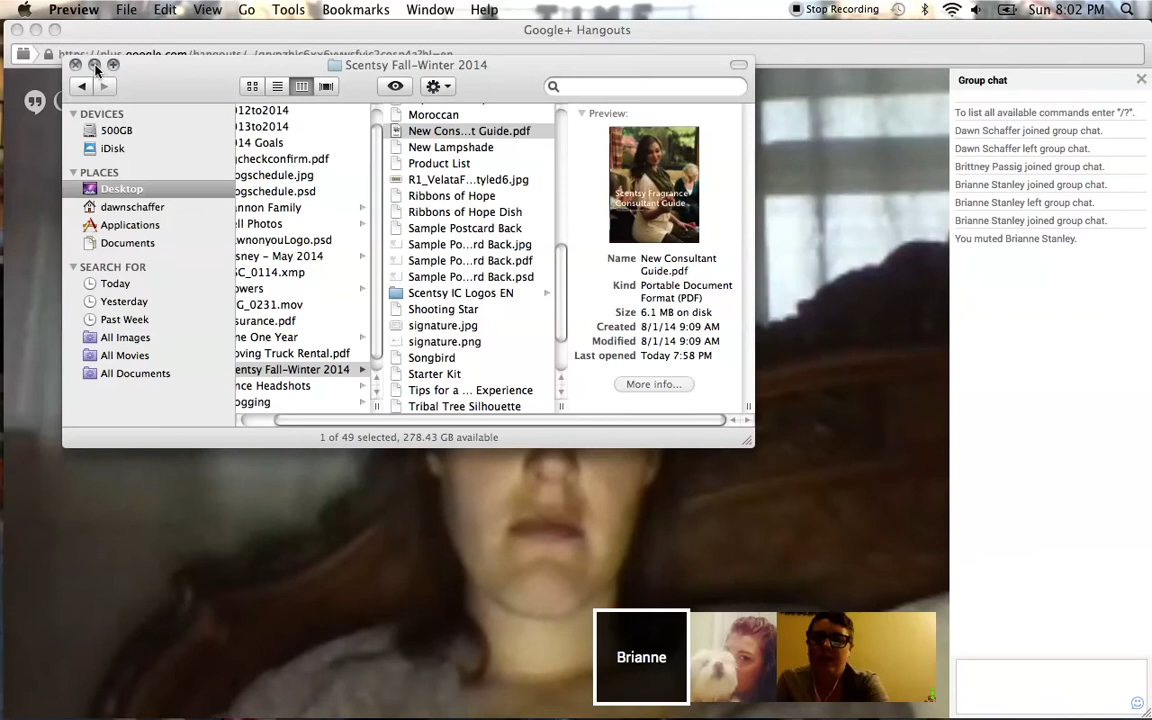 Preview File Edit View Go Tools Bookmarks Window Help Stop Recording Sun 8:02 PM
Google+ Hangouts
Scentsy Fall-Winter 2014
Group chat
To list all available commands enter "/?".
Dawn Schaffer joined group chat.
Dawn Schaffer left group chat.
Brittney Passig joined group chat.
Brianne Stanley joined group chat.
Brianne Stanley left group chat.
Brianne Stanley joined group chat.
You muted Brianne Stanley.
DEVICES
500GB
iDisk
PLACES
Desktop
dawnschaffer
Applications
Documents
SEARCH FOR
Today
Yesterday
Past Week
All Images
All Movies
All Documents
012to2014
013to2014
014 Goals
gcheckconfirm.pdf
ogschedule.jpg
ogschedule.psd
annon Family
ell Photos
awnonyouLogo.psd
sney - May 2014
SC_0114.xmp
owers
G_0231.mov
surance.pdf
ne One Year
oving Truck Rental.pdf
entsy Fall-Winter 2014
nce Headshots
ogging
Moroccan
New Cons...t Guide.pdf
New Lampshade
Product List
R1_VelataF...tyled6.jpg
Ribbons of Hope
Ribbons of Hope Dish
Sample Postcard Back
Sample Po...rd Back.jpg
Sample Po...rd Back.pdf
Sample Po...rd Back.psd
Scentsy IC Logos EN
Shooting Star
signature.jpg
signature.png
Songbird
Starter Kit
Tips for a ... Experience
Tribal Tree Silhouette
Preview:
Scentsy Fragrance
Consultant Guide
Name New Consultant
Guide.pdf
Kind Portable Document
Format (PDF)
Size 6.1 MB on disk
Created 8/1/14 9:09 AM
Modified 8/1/14 9:09 AM
Last opened Today 7:58 PM
More info...
1 of 49 selected, 278.43 GB available
Brianne